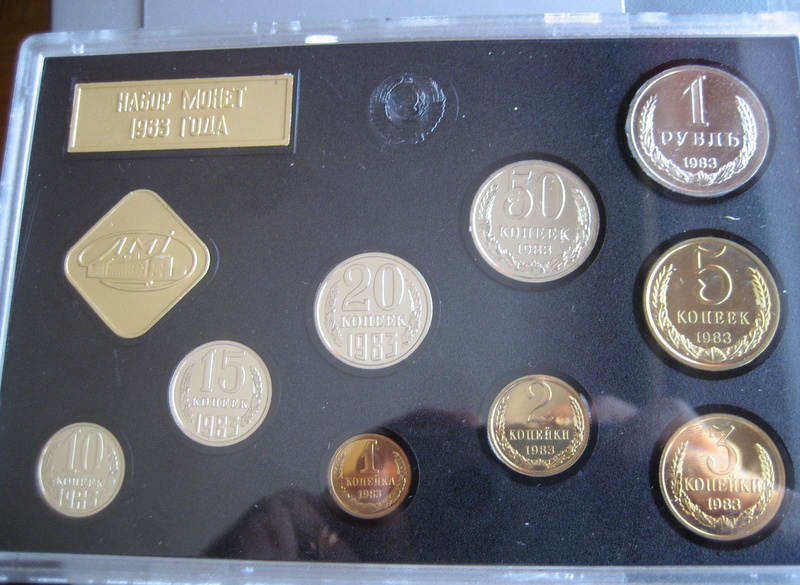 НАБОР МОНЕТ
1983 ГОДА
1
РУБЛЬ
1983
50
КОПЕЕК
1983
ЛМД
20
КОПЕЕК
1983
5
КОПЕЕК
1983
15
КОПЕЕК
1983
2
КОПЕЙКИ
1983
10
КОПЕЕК
1983
1
КОПЕЙКА
1983
3
КОПЕЙКИ
1983